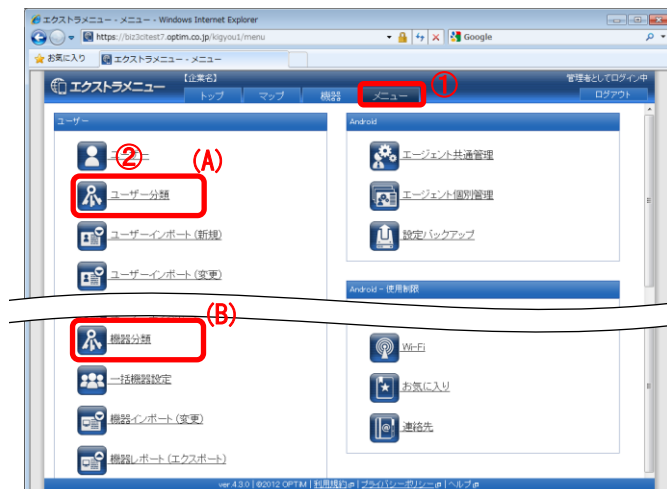 エクストラメニュー - メニュー - Windows Internet Explorer
https://biz3citest7.optim.co.jp/kigyou1/menu
Google
お気に入り
エクストラメニュー - メニュー
エクストラメニュー
【企業名】
管理者としてログイン中
トップ
マップ
機器
メニュー
①
ログアウト
ユーザー
Android
②
(A)
エージェント共通管理
ユーザー分類
エージェント個別管理
ユーザーインポート(新規)
設定バックアップ
ユーザーインポート(変更)
Android - 使用制限
(B)
機器分類
Wi-Fi
一括機器設定
お気に入り
機器インポート(変更)
連絡先
機器レポート(エクスポート)
ver.4.3.0 | ©2012 OPTiM | 利用規約 | プライバシーポリシー | ヘルプ